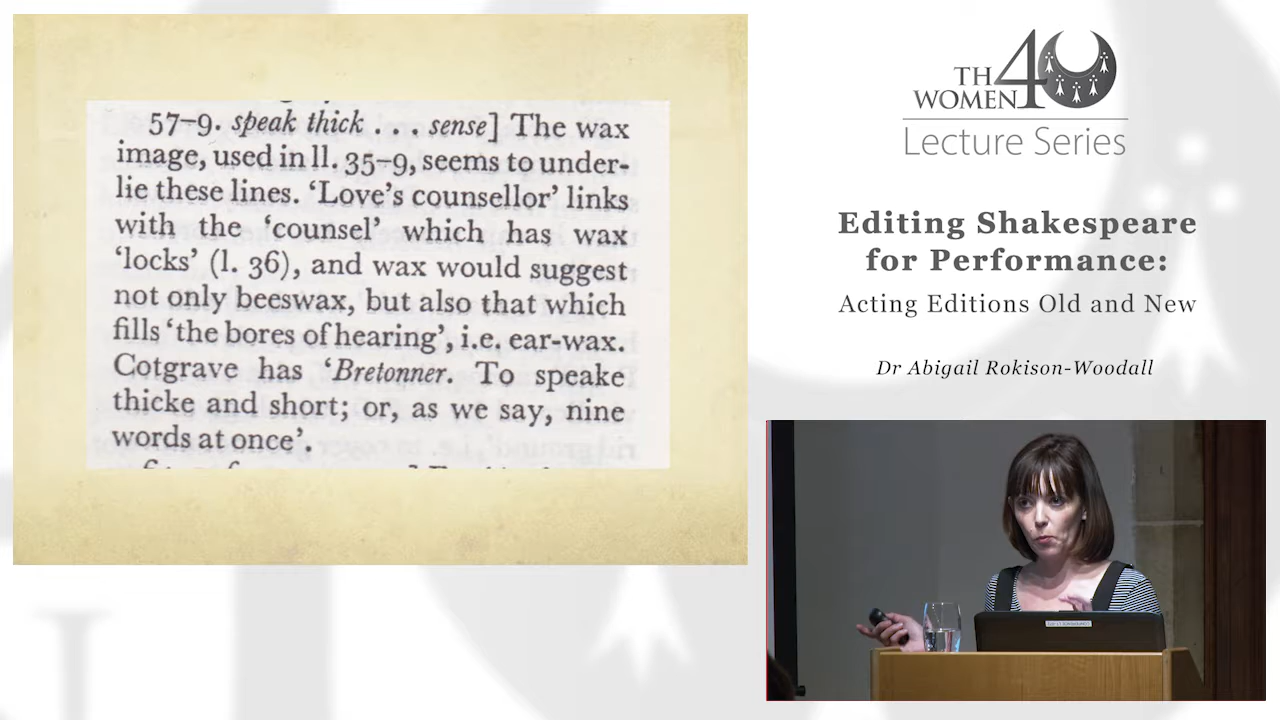 57–9. speak thick . . . sense] The wax
image, used in ll. 35–9, seems to under-
lie these lines. ‘Love’s counsellor’ links
with the ‘counsel’ which has wax
‘locks’ (l. 36), and wax would suggest
not only beeswax, but also that which
fills ‘the bores of hearing’, i.e. ear-wax.
Cotgrave has ‘Bretonner. To speake
thicke and short; or, as we say, nine
words at once’.
TH
WOMEN40
Lecture Series
Editing Shakespeare
for Performance:
Acting Editions Old and New
Dr Abigail Rokison-Woodall